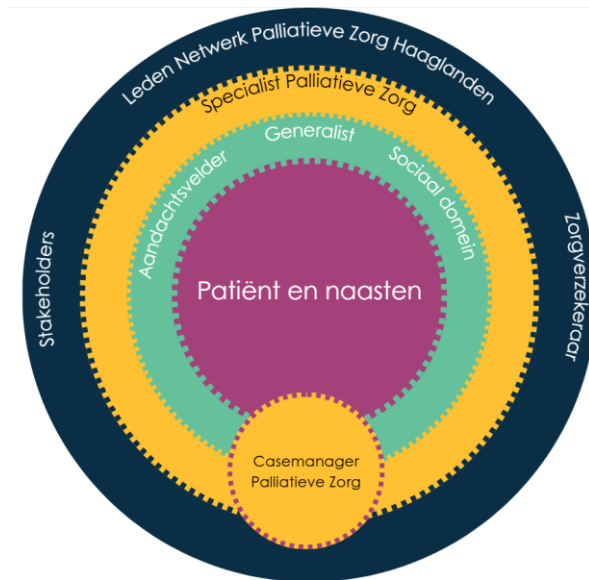 Leden Netwerk Palliatieve Zorg Haaglanden
Stakeholders
Zorgverzekeraar
Specialist Palliatieve Zorg
Aandachtsvelder
Generalist
Sociaal domein
Patiënt en naasten
Casemanager
Palliatieve Zorg